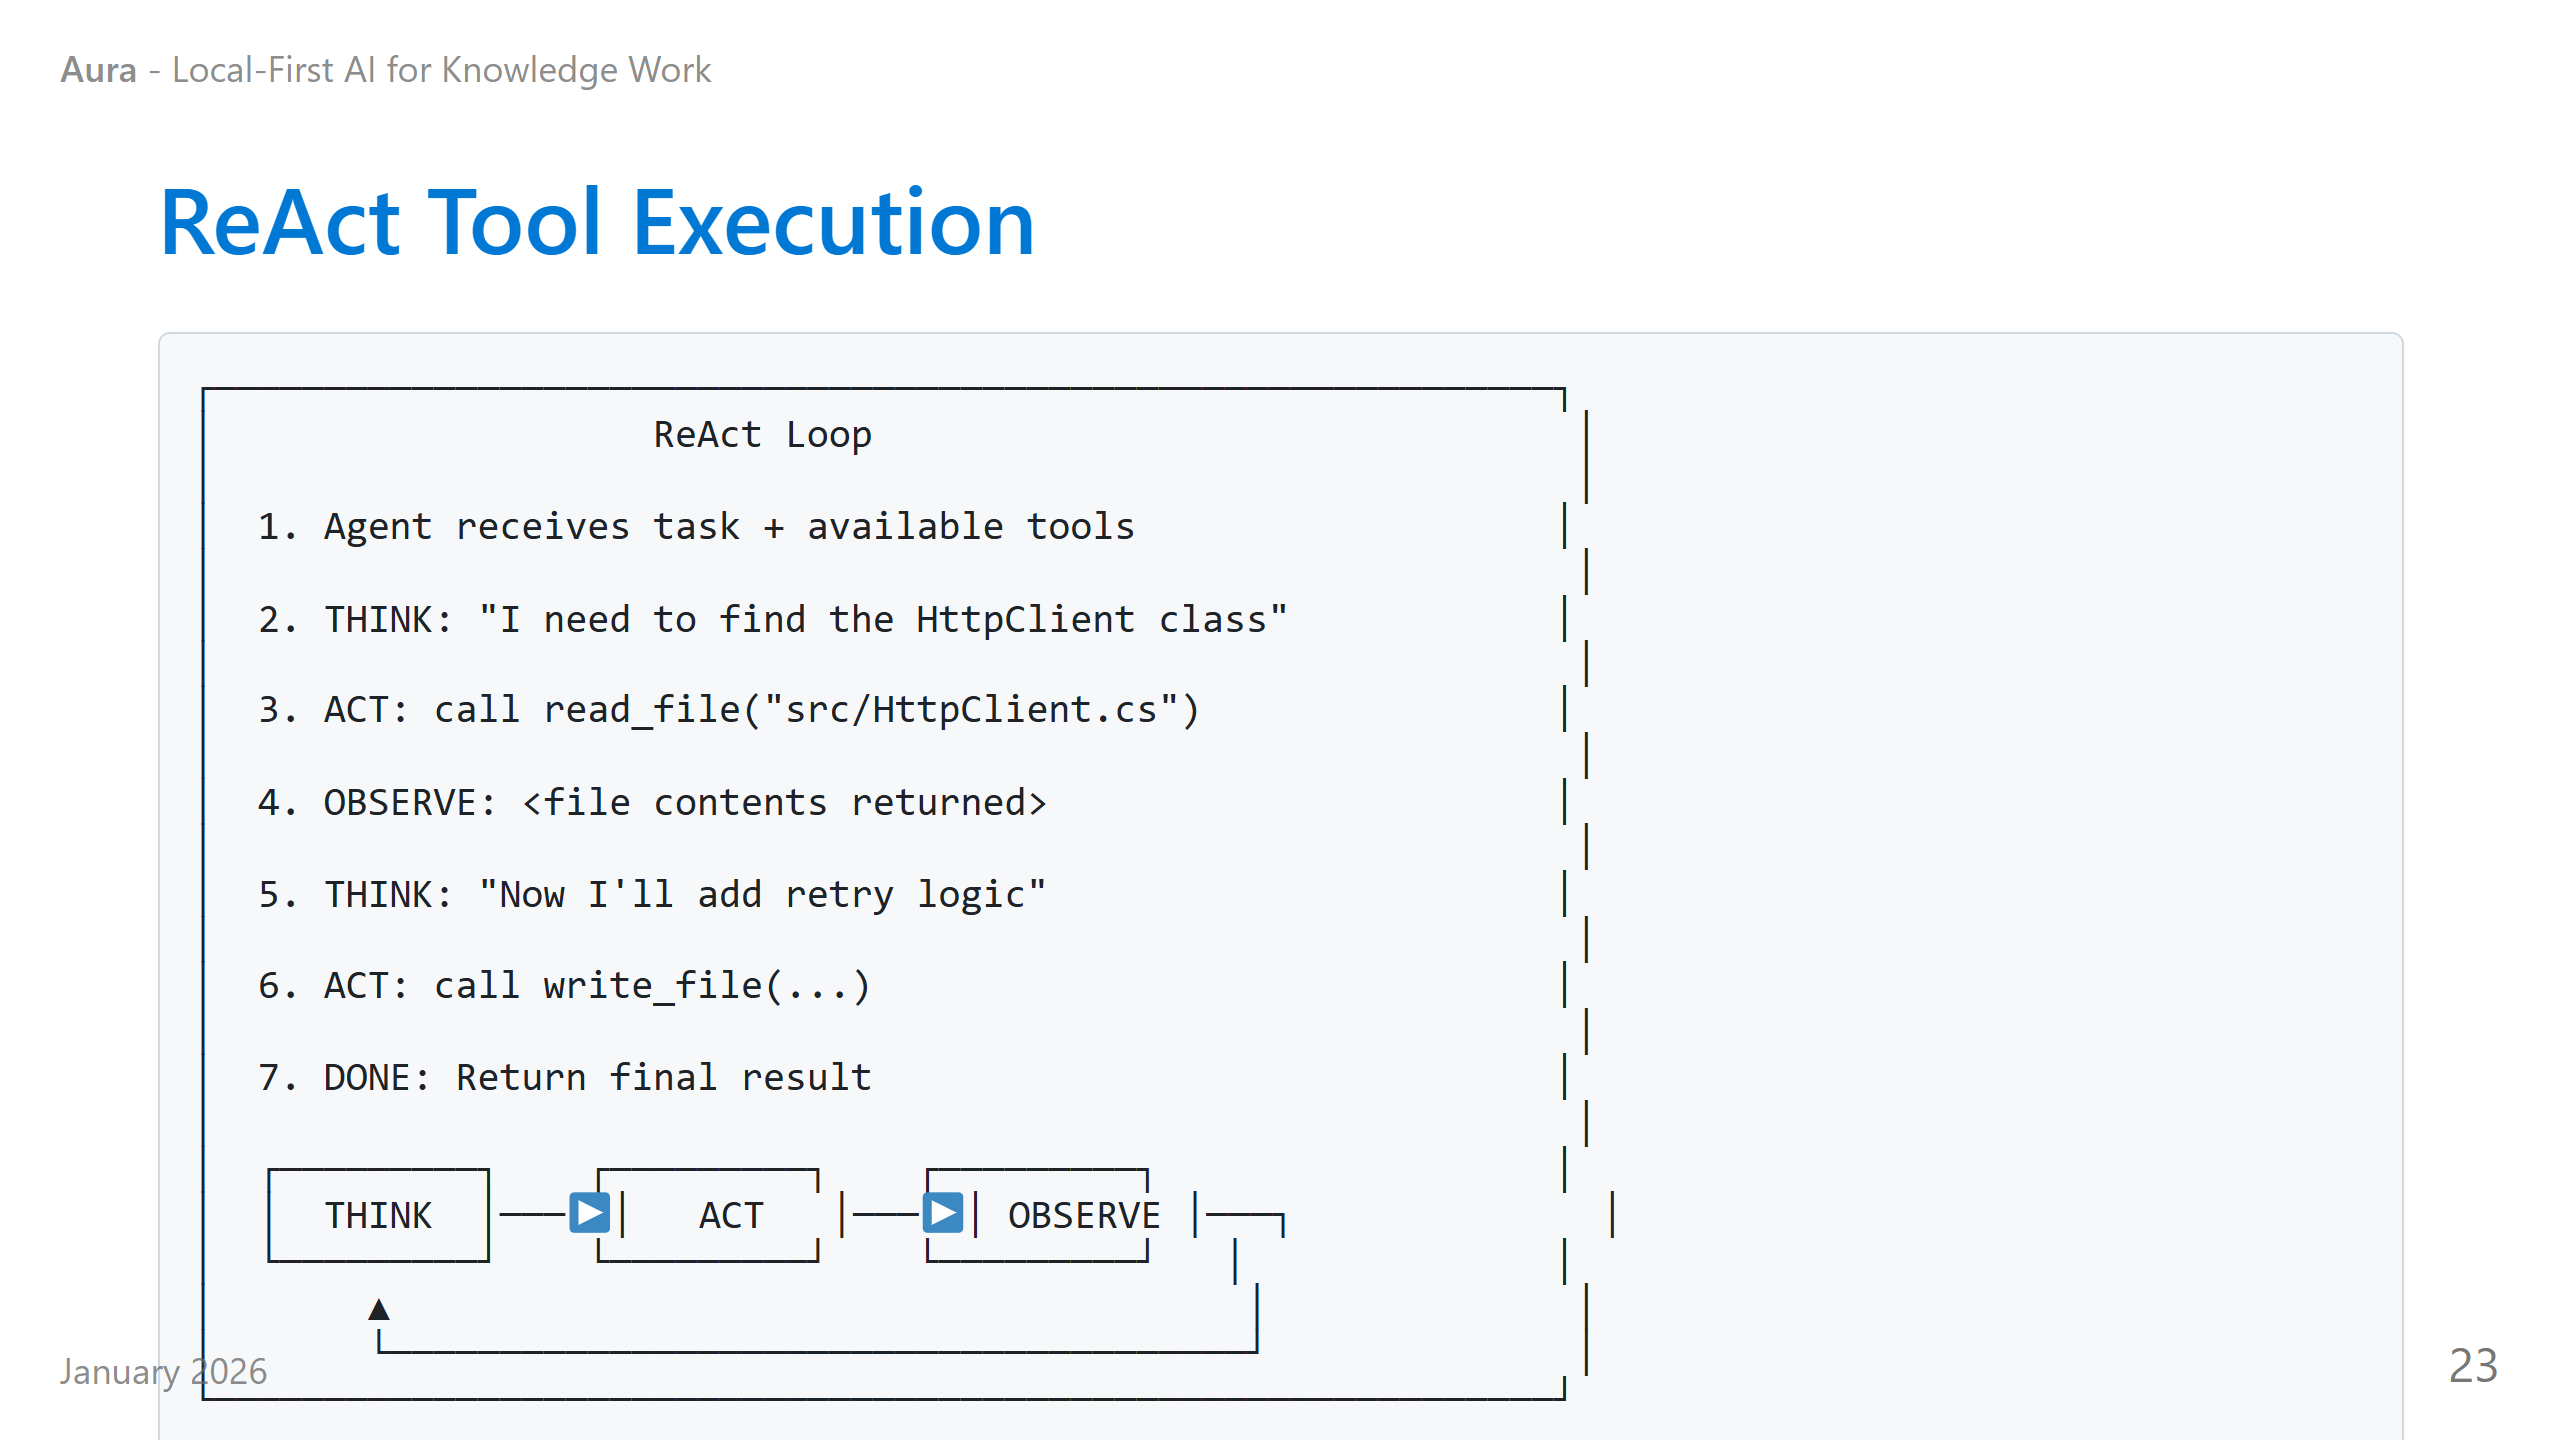 Aura - Local-First AI for Knowledge Work
ReAct Tool Execution
ReAct Loop
1. Agent receives task + available tools
2. THINK: "I need to find the HttpClient class"
3. ACT: call read_file("src/HttpClient.cs")
4. OBSERVE: <file contents returned>
5. THINK: "Now I'll add retry logic"
6. ACT: call write_file(...)
7. DONE: Return final result
THINK ACT OBSERVE
January 2026
23